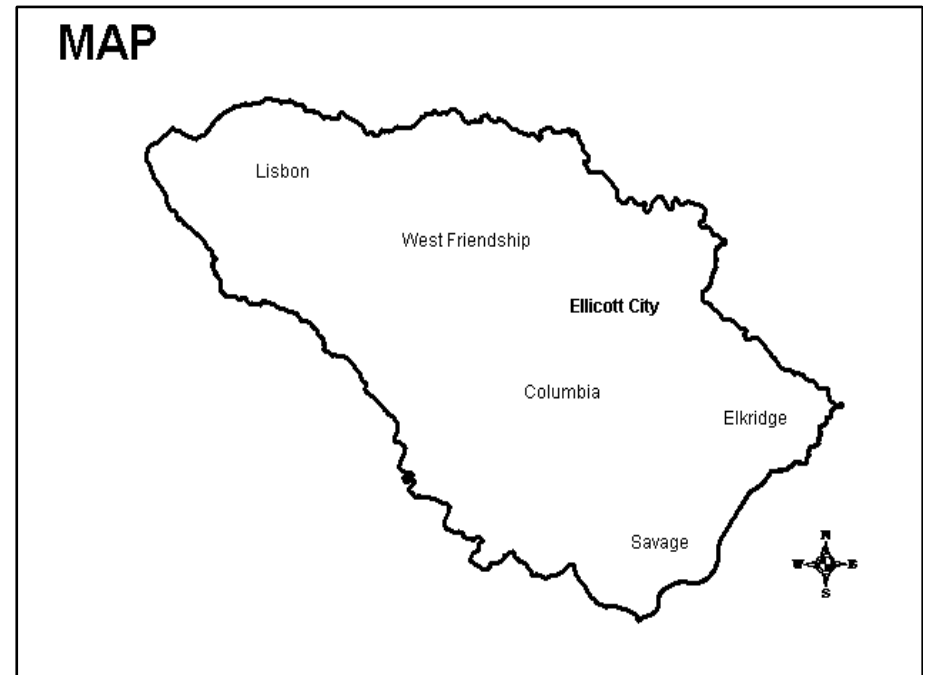 MAP
Lisbon
West Friendship
Ellicott City
Columbia
Elkridge
Savage
N
W E
S